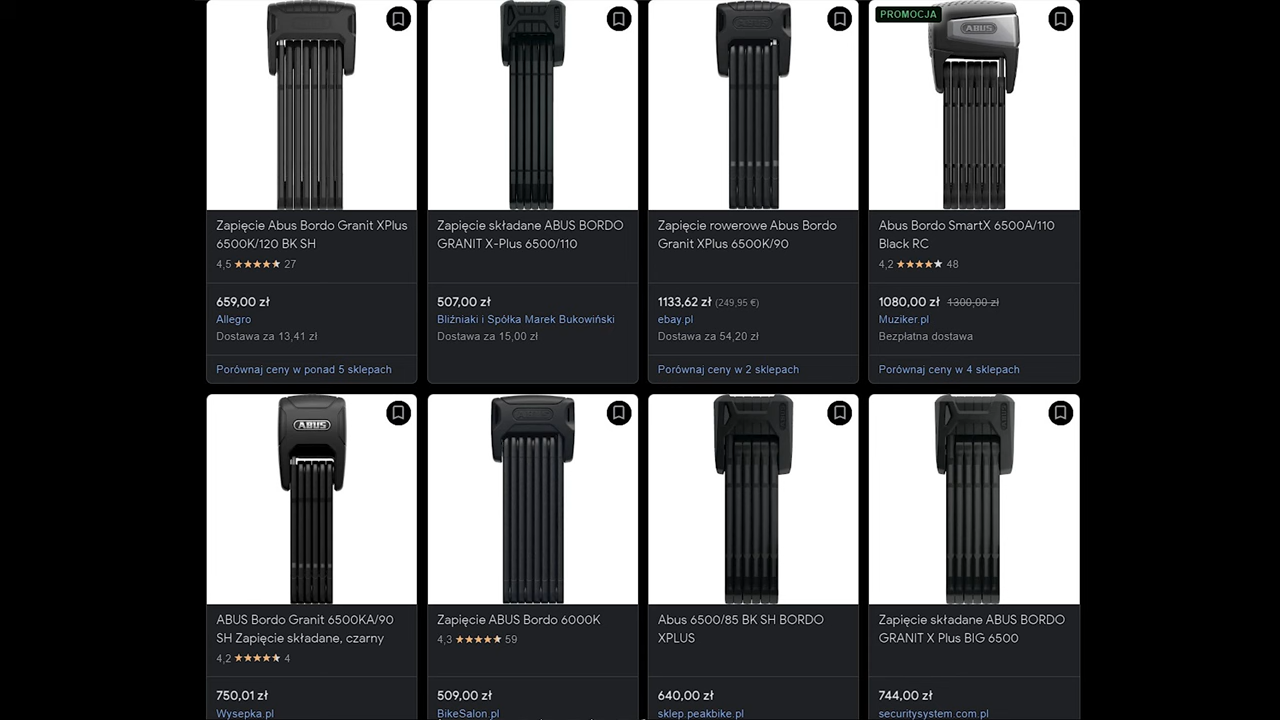 PROMOCJA
ABUS
ABUS
Zapięcie Abus Bordo Granit XPlus
6500K/120 BK SH
4,5 27
659,00 zł
Allegro
Dostawa za 13,41 zł
Porównaj ceny w ponad 5 sklepach
Zapięcie składane ABUS BORDO
GRANIT X-Plus 6500/110
507,00 zł
Bliźniaki i Spółka Marek Bukowiński
Dostawa za 15,00 zł
Zapięcie rowerowe Abus Bordo
Granit XPlus 6500K/90
1133,62 zł (249,95 €)
ebay.pl
Dostawa za 54,20 zł
Porównaj ceny w 2 sklepach
Abus Bordo SmartX 6500A/110
Black RC
4,2 48
1080,00 zł 1300,00 zł
Muziker.pl
Bezpłatna dostawa
Porównaj ceny w 4 sklepach
ABUS
ABUS Bordo Granit 6500KA/90
SH Zapięcie składane, czarny
4,2 4
750,01 zł
Wysepka.pl
Zapięcie ABUS Bordo 6000K
4,3 59
509,00 zł
BikeSalon.pl
Abus 6500/85 BK SH BORDO
XPLUS
640,00 zł
sklep.peakbike.pl
Zapięcie składane ABUS BORDO
GRANIT X Plus BIG 6500
744,00 zł
securitysystem.com.pl